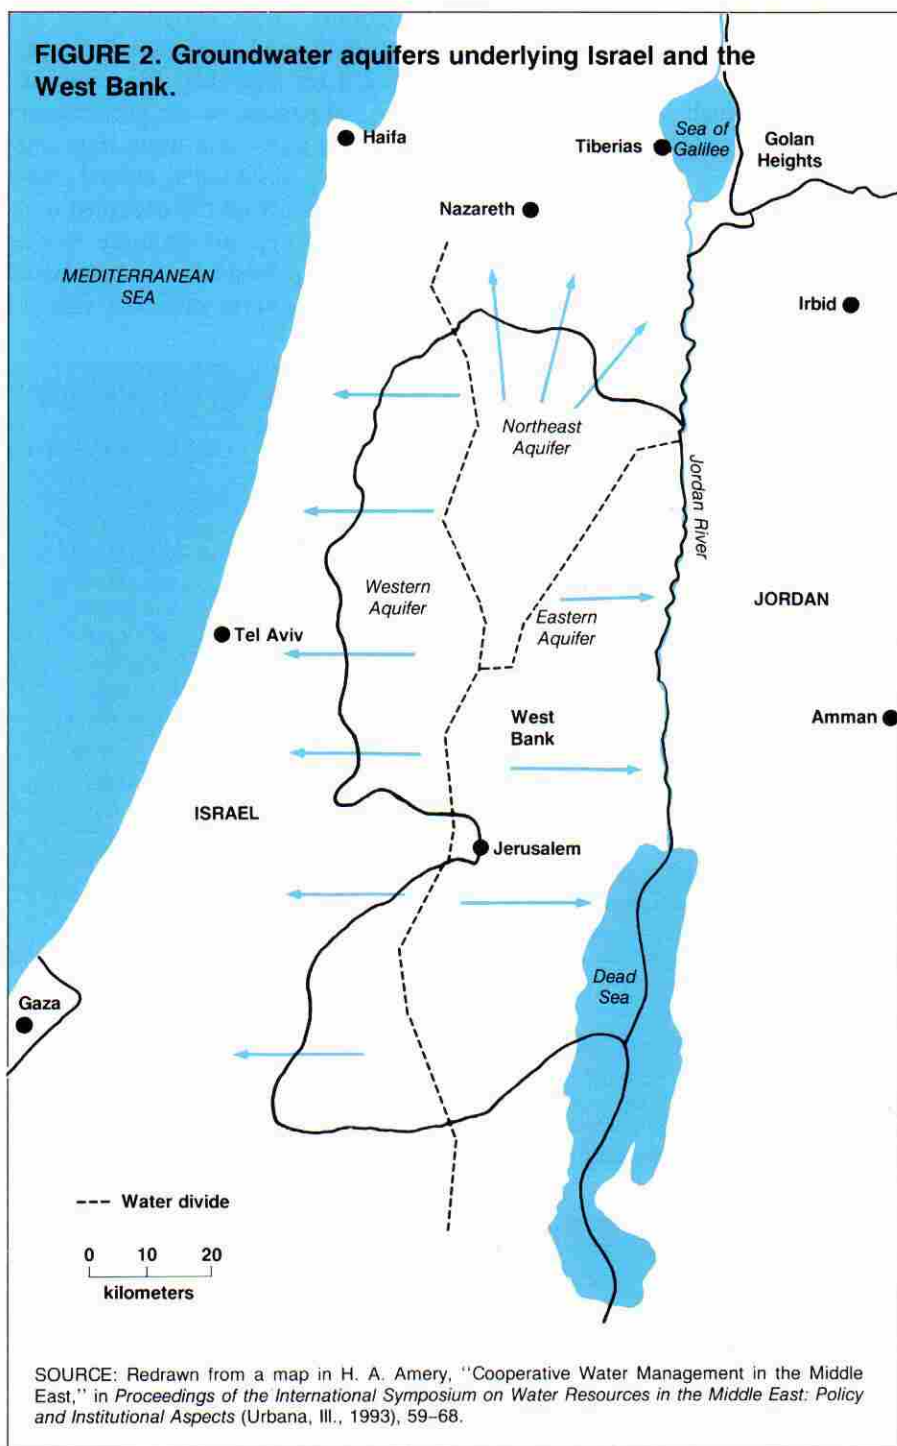 FIGURE 2. Groundwater aquifers underlying Israel and the
West Bank.
Haifa
Tiberias
Sea of
Galilee
Golan
Heights
Nazareth
MEDITERRANEAN
SEA
Irbid
Northeast
Aquifer
Jordan River
Western
Aquifer
Eastern
Aquifer
JORDAN
Tel Aviv
West
Bank
Amman
ISRAEL
Jerusalem
Dead
Sea
Gaza
Water divide
0 10 20
kilometers
SOURCE: Redrawn from a map in H. A. Amery, "Cooperative Water Management in the Middle
East," in Proceedings of the International Symposium on Water Resources in the Middle East: Policy
and Institutional Aspects (Urbana, Ill., 1993), 59–68.